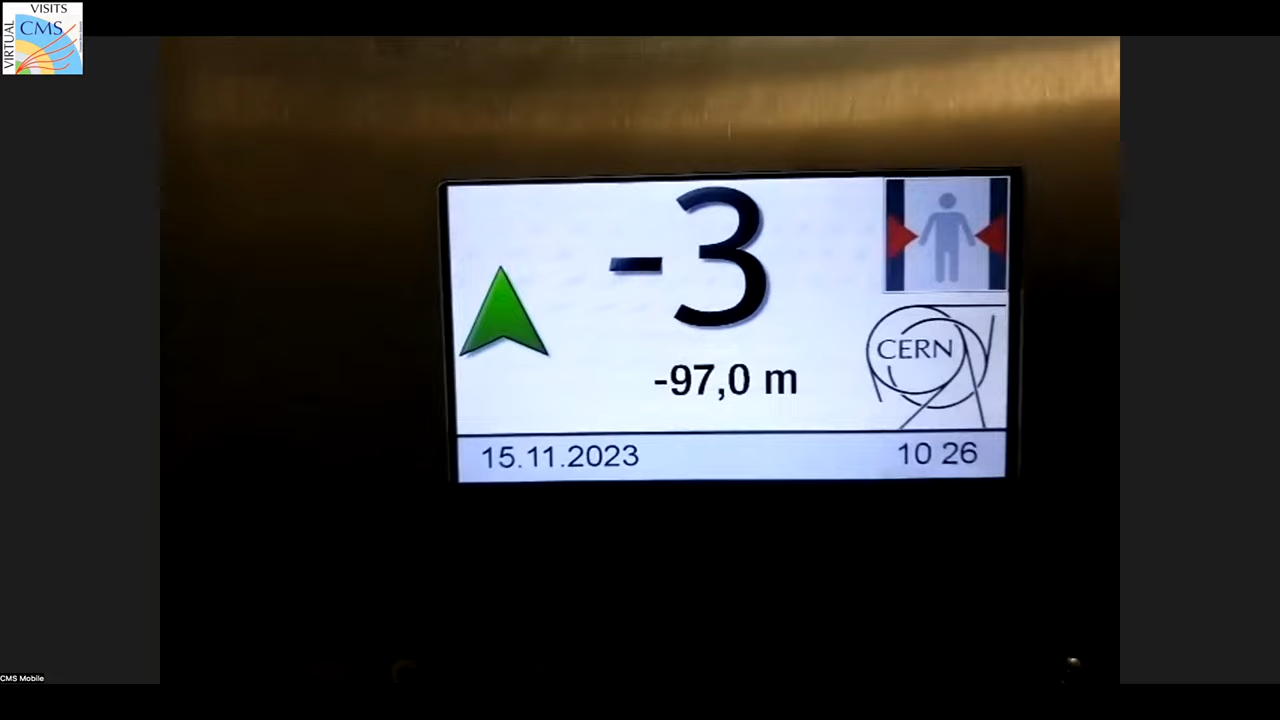 VISITS
VIRTUAL
CMS
-3
-97,0 m
CERN
15.11.2023
10 26
CMS Mobile